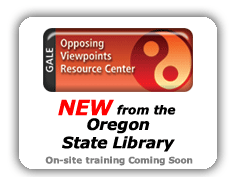 GALE
Opposing
Viewpoints
Resource Center
NEW from the
Oregon
State Library
On-site training Coming Soon